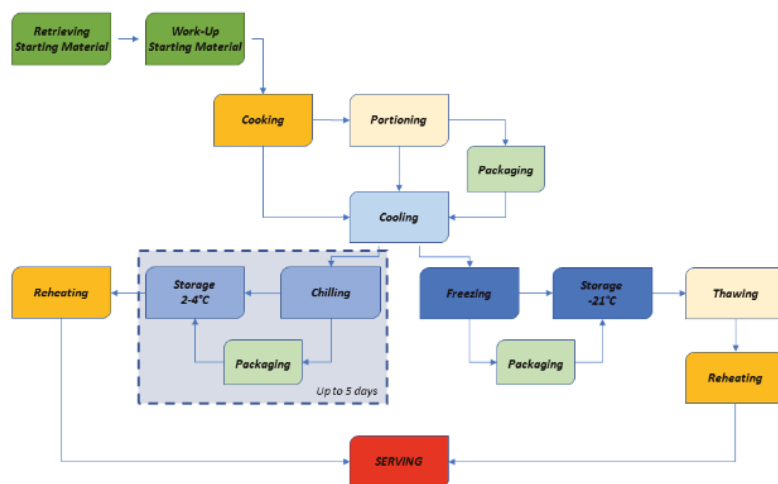 Retrieving
Starting Material
Work-Up
Starting Material
Cooking
Portioning
Packaging
Cooling
Reheating
Storage
2-4°C
Chilling
Freezing
Storage
-21°C
Thawing
Packaging
Packaging
Reheating
Up to 5 days
SERVING